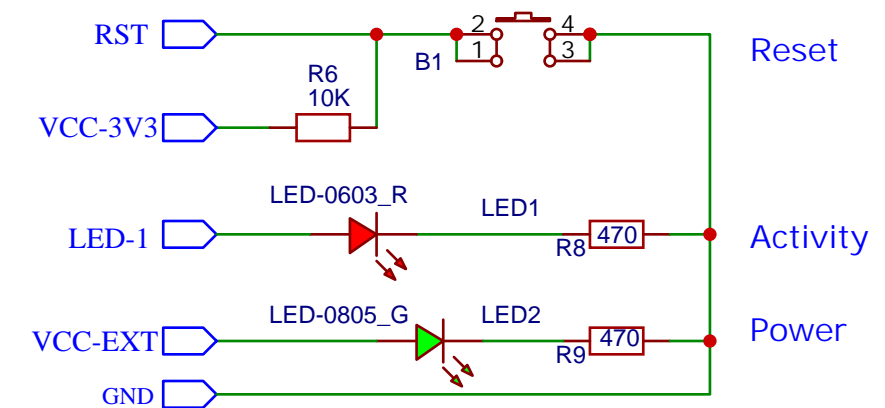 RST
2 4
1 3
B1
Reset
R6
10K
VCC-3V3
LED-0603_R
LED1
LED-1
R8
470
Activity
LED-0805_G
LED2
Power
VCC-EXT
R9
470
GND